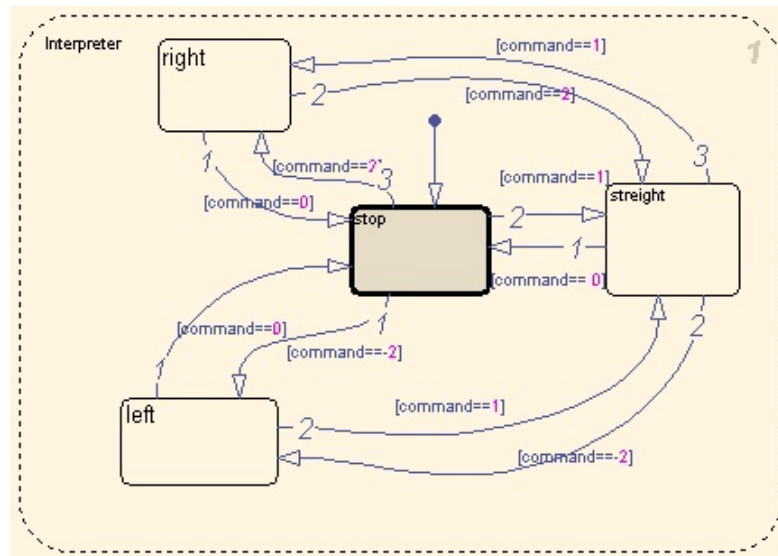 Interpreter
right
[command==1]
1
2
[command==2]
1
3
[command==2]
3
[command==0]
[command==1]
streight
stop
2
1
[command== 0]
1
2
[command==0]
[command==-2]
1
left
2
[command==1]
[command==-2]